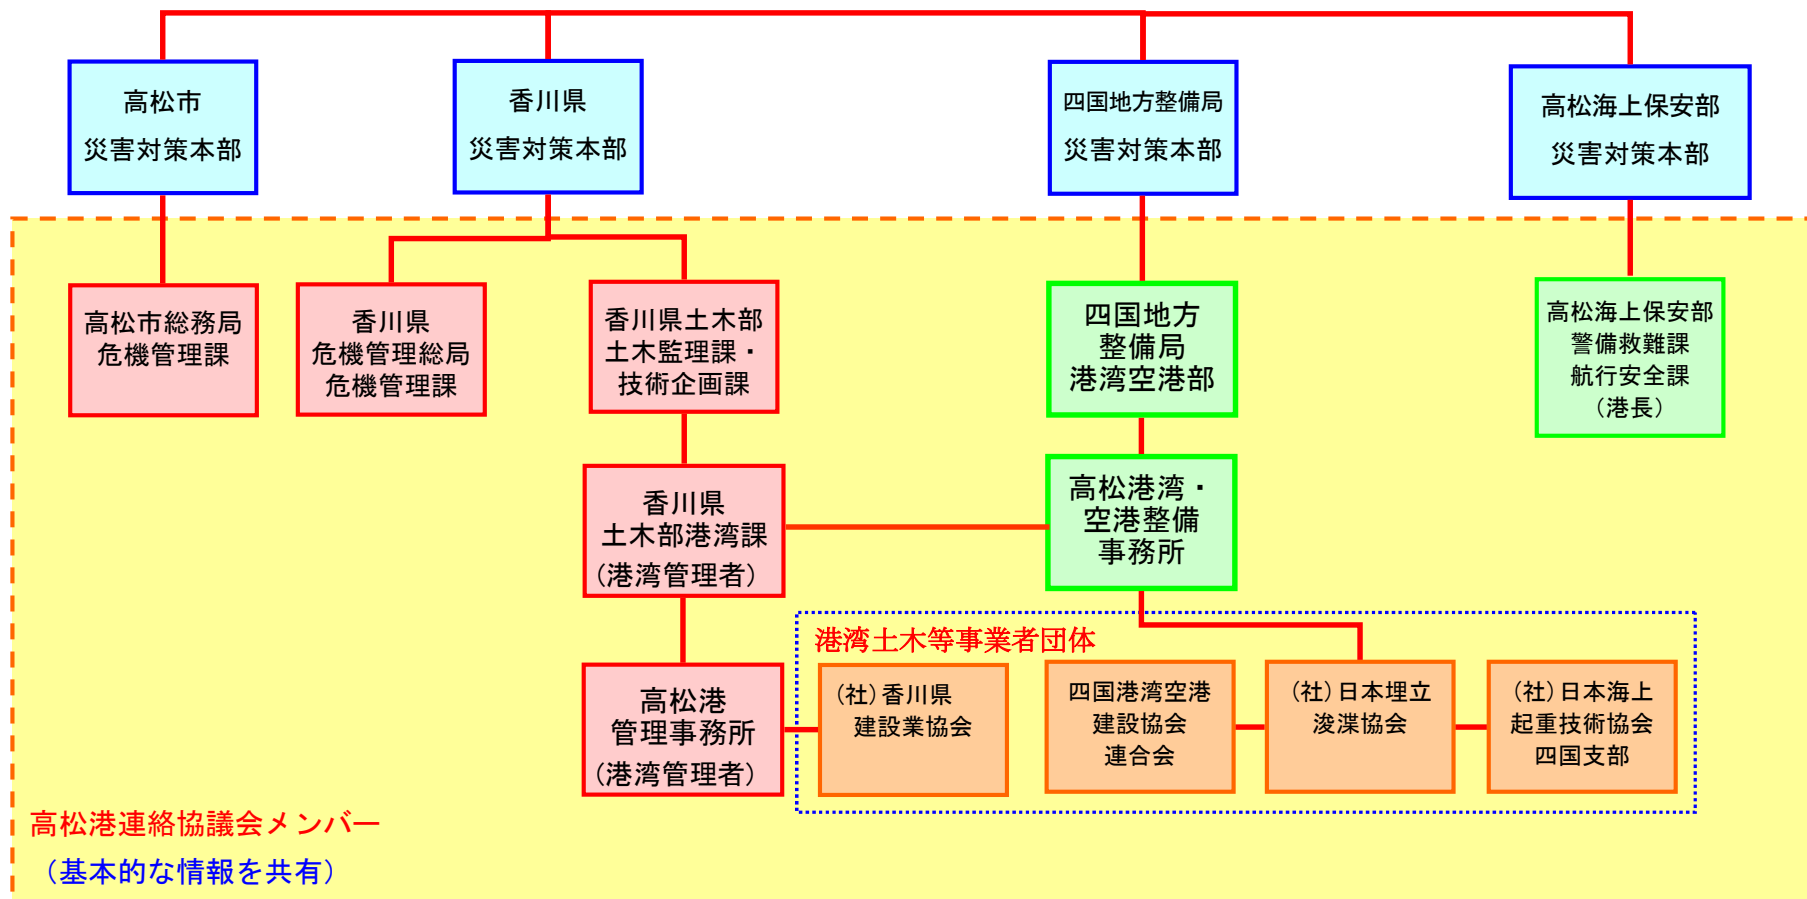 高松市
災害対策本部
香川県
災害対策本部
四国地方整備局
災害対策本部
高松海上保安部
災害対策本部
高松市総務局
危機管理課
香川県
危機管理総局
危機管理課
香川県土木部
土木監理課・
技術企画課
四国地方
整備局
港湾空港部
高松海上保安部
警備救難課
航行安全課
（港長）
香川県
土木部港湾課
（港湾管理者）
高松港湾・
空港整備
事務所
港湾土木等事業者団体
高松港
管理事務所
（港湾管理者）
（社）香川県
建設業協会
四国港湾空港
建設協会
連合会
（社）日本埋立
浚渫協会
（社）日本海上
起重技術協会
四国支部
高松港連絡協議会メンバー
（基本的な情報を共有）